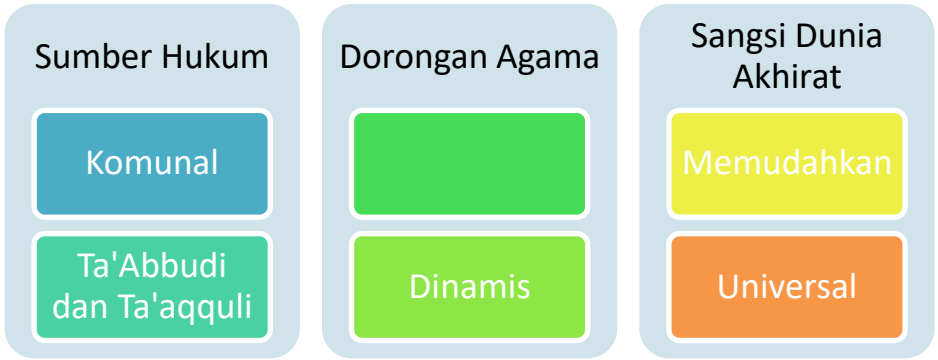 Sumber Hukum
Komunal
Ta'Abbudi
dan Ta'aqquli
Dorongan Agama
Dinamis
Sangsi Dunia
Akhirat
Memudahkan
Universal